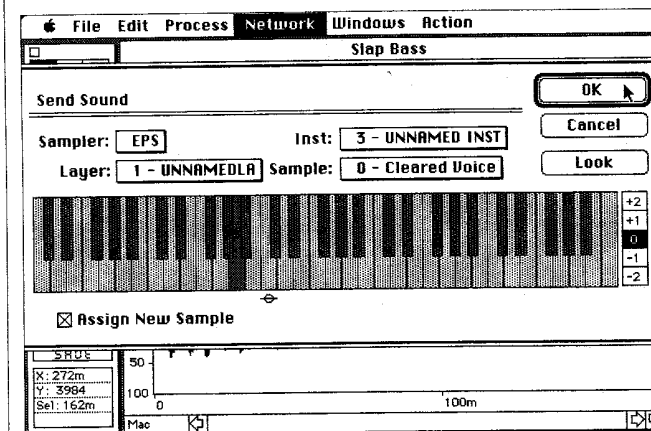 File Edit Process Network Windows Action
Slap Bass
Send Sound
OK
Cancel
Look
Sampler: EPS
Inst: 3 - UNNAMED INST
Layer: 1 - UNNAMEDLA
Sample: 0 - Cleared Voice
+2
+1
0
-1
-2
Assign New Sample
X: 272m
Y: 3984
Sel: 162m
50
100
0
100m
Mac